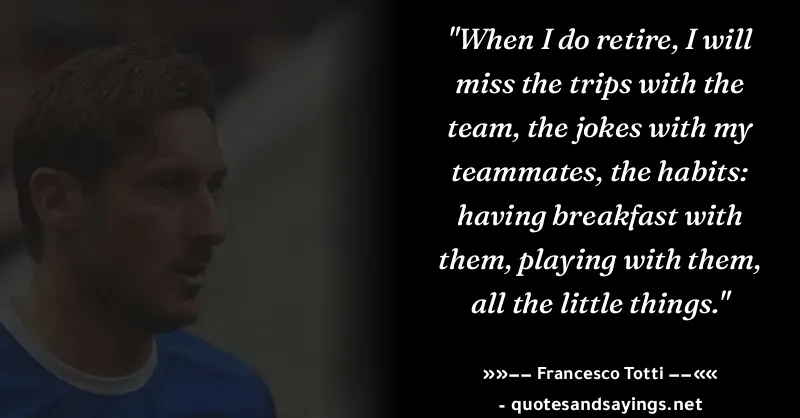 "When I do retire, I will
miss the trips with the
team, the jokes with my
teammates, the habits:
having breakfast with
them, playing with them,
all the little things."
»»−− Francesco Totti −−««
- quotesandsayings.net